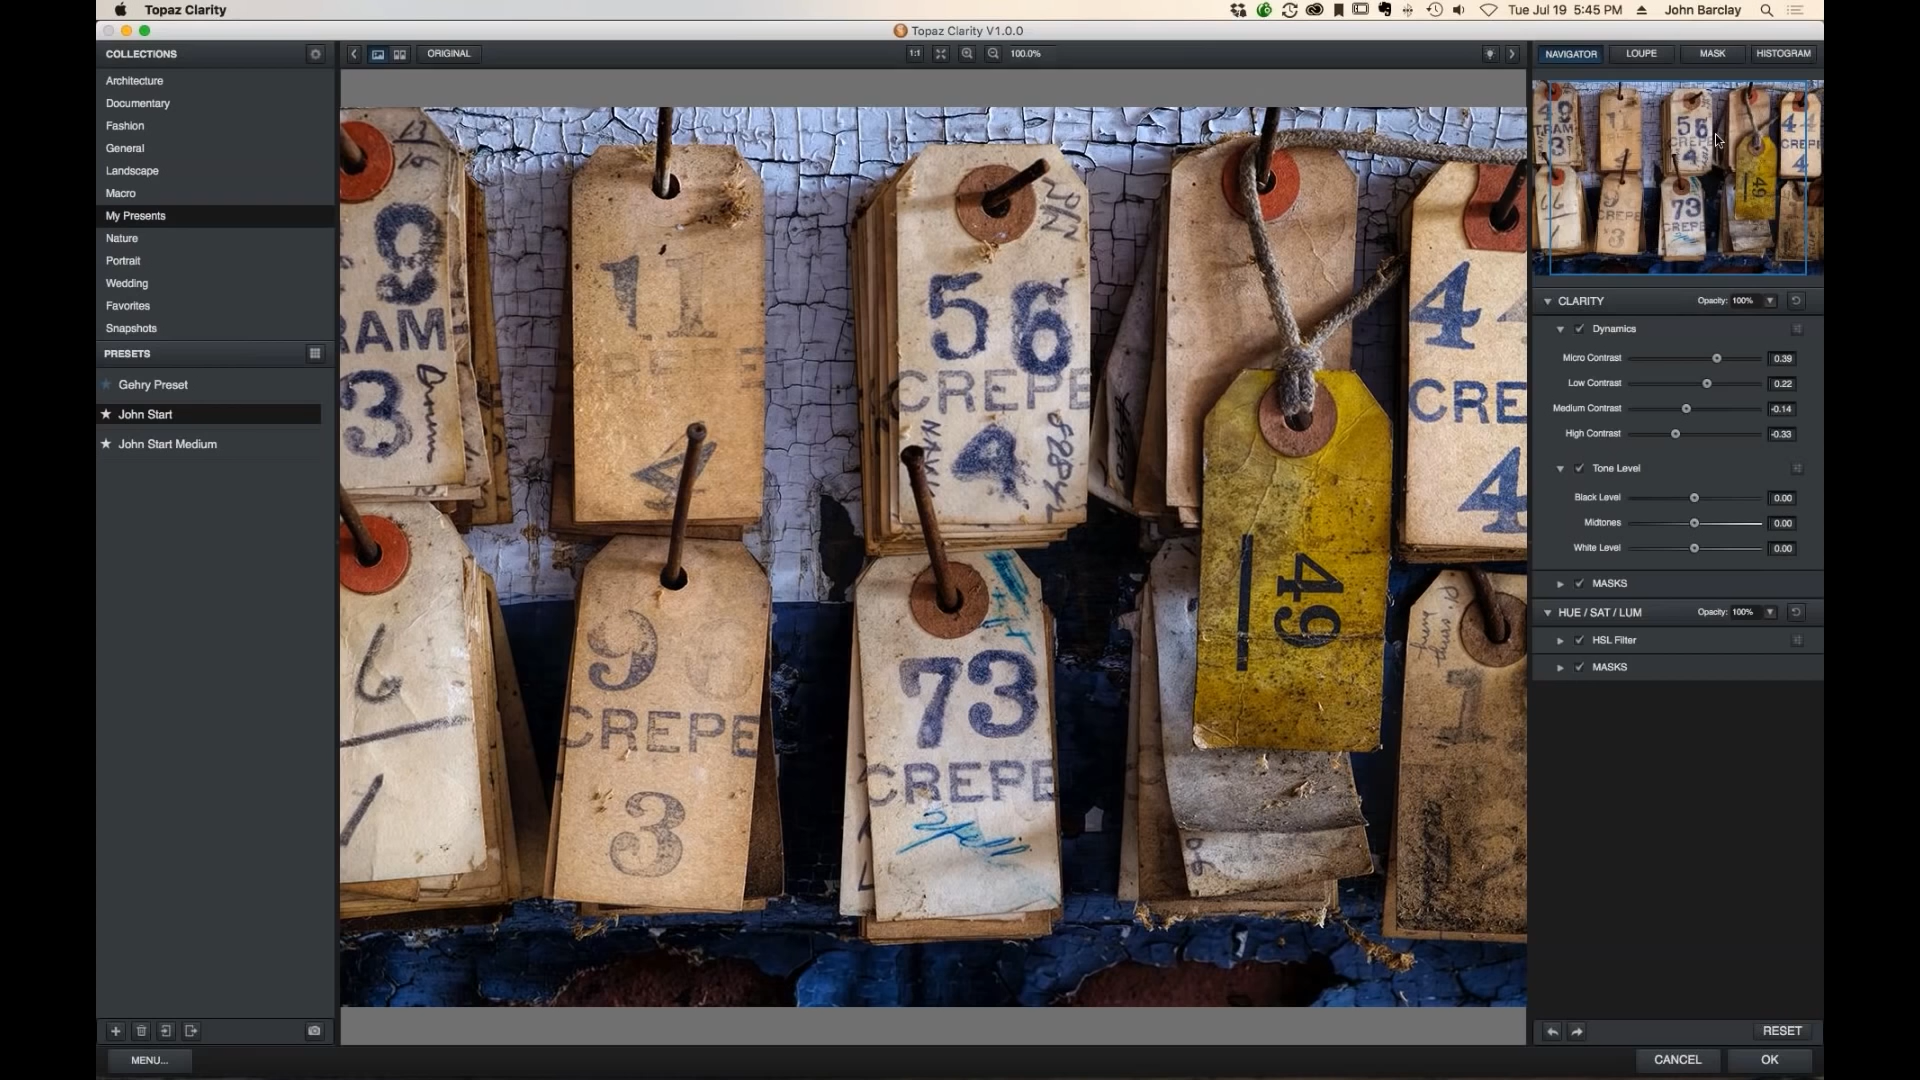 Topaz Clarity
Tue Jul 19 5:45 PM
John Barclay
Topaz Clarity V1.0.0
COLLECTIONS
ORIGINAL
1:1
100.0%
NAVIGATOR
LOUPE
MASK
HISTOGRAM
Architecture
Documentary
Fashion
General
Landscape
Macro
My Presents
Nature
Portrait
Wedding
Favorites
Snapshots
PRESETS
Gehry Preset
John Start
John Start Medium
CLARITY Opacity: 100%
Dynamics
Micro Contrast 0.39
Low Contrast 0.22
Medium Contrast -0.14
High Contrast -0.33
Tone Level
Black Level 0.00
Midtones 0.00
White Level 0.00
MASKS
HUE / SAT / LUM Opacity: 100%
HSL Filter
MASKS
9
RAM
3
11
4
56
CREPE
4
NAVY
44
CRE
4
49
6
1
9
CREPE
3
73
CREPE
1
RESET
MENU...
CANCEL
OK